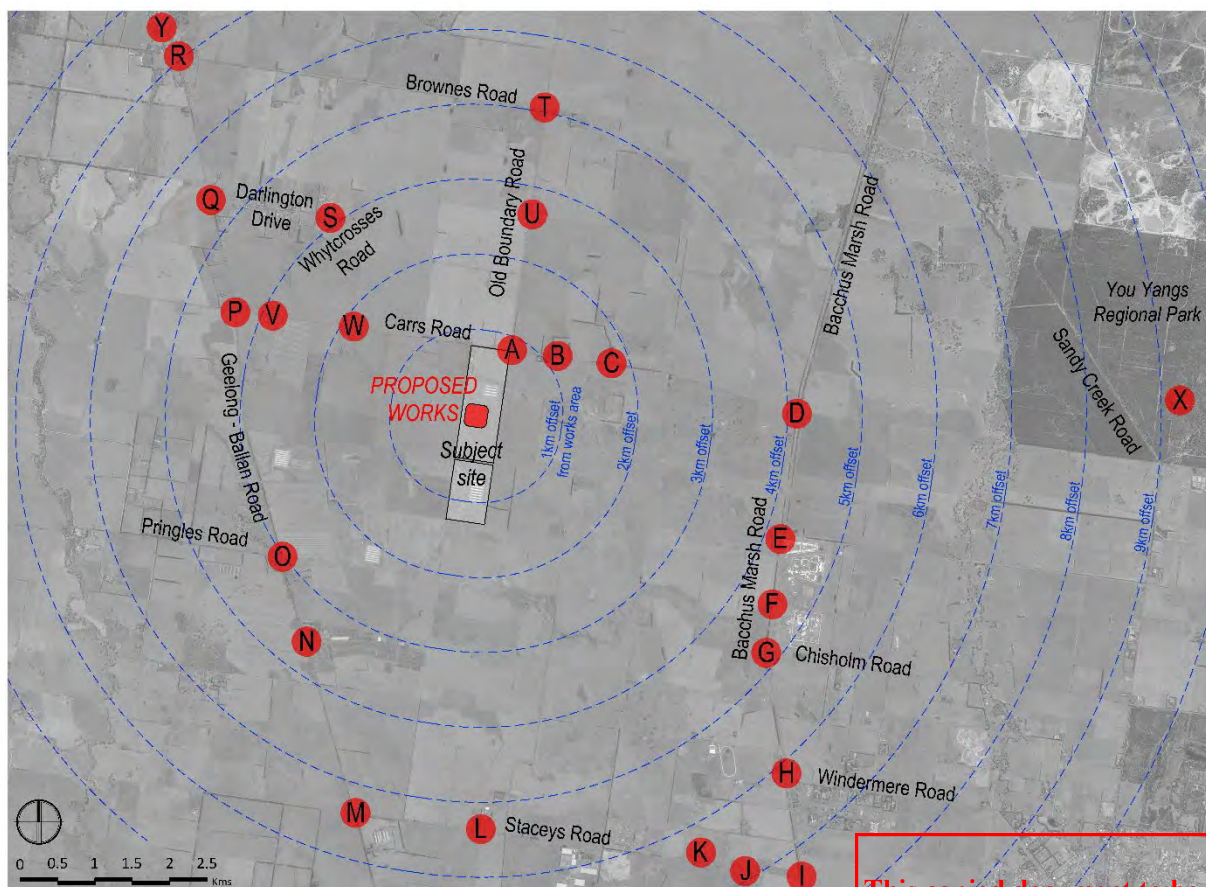 Y
R
Brownes Road
T
Q
Darlington
Drive
S
Whytcrosses
Road
Old Boundary Road
U
Bacchus Marsh Road
You Yangs
Regional Park
Sandy Creek Road
X
P
V
W
Carrs Road
A
B
C
PROPOSED
WORKS
Subject
site
1km offset
from works area
2km offset
3km offset
4km offset
5km offset
6km offset
7km offset
8km offset
9km offset
D
Geelong - Ballan Road
Pringles Road
O
N
Bacchus Marsh Road
E
F
G
Chisholm Road
H
Windermere Road
M
L
Staceys Road
K
J
I
0 0.5 1 1.5 2 2.5
Kms